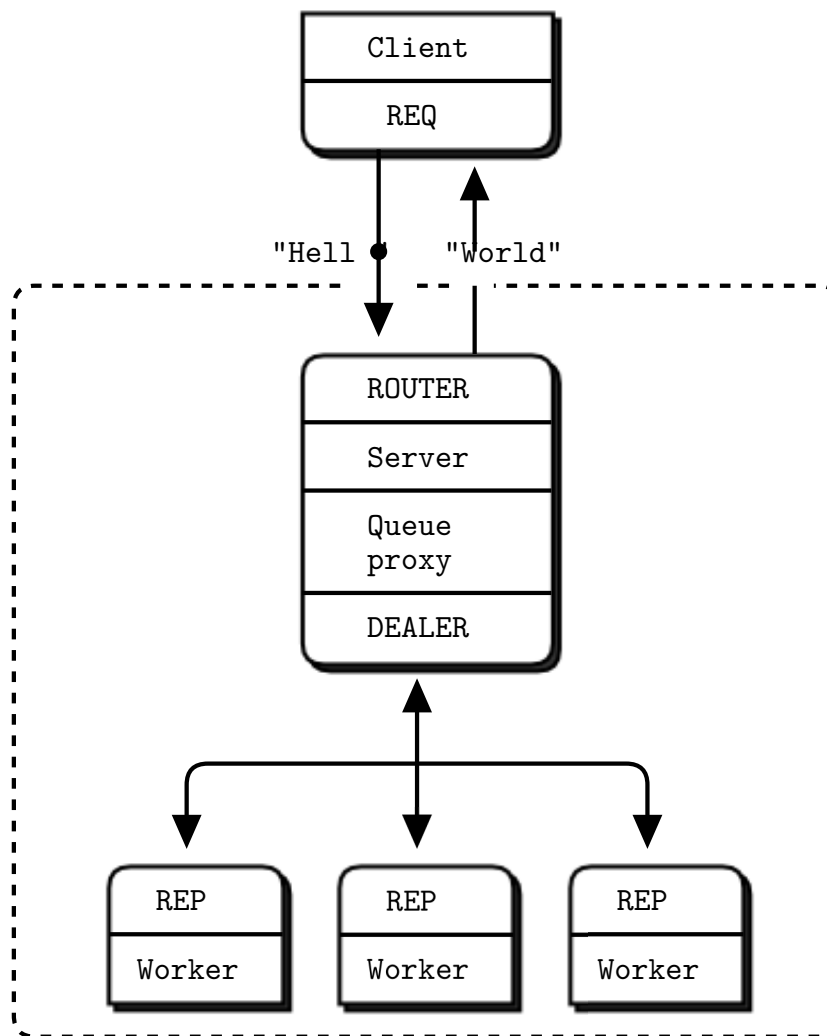 Client
REQ
"Hell "World"
ROUTER
Server
Queue
proxy
DEALER
REP REP REP
Worker Worker Worker